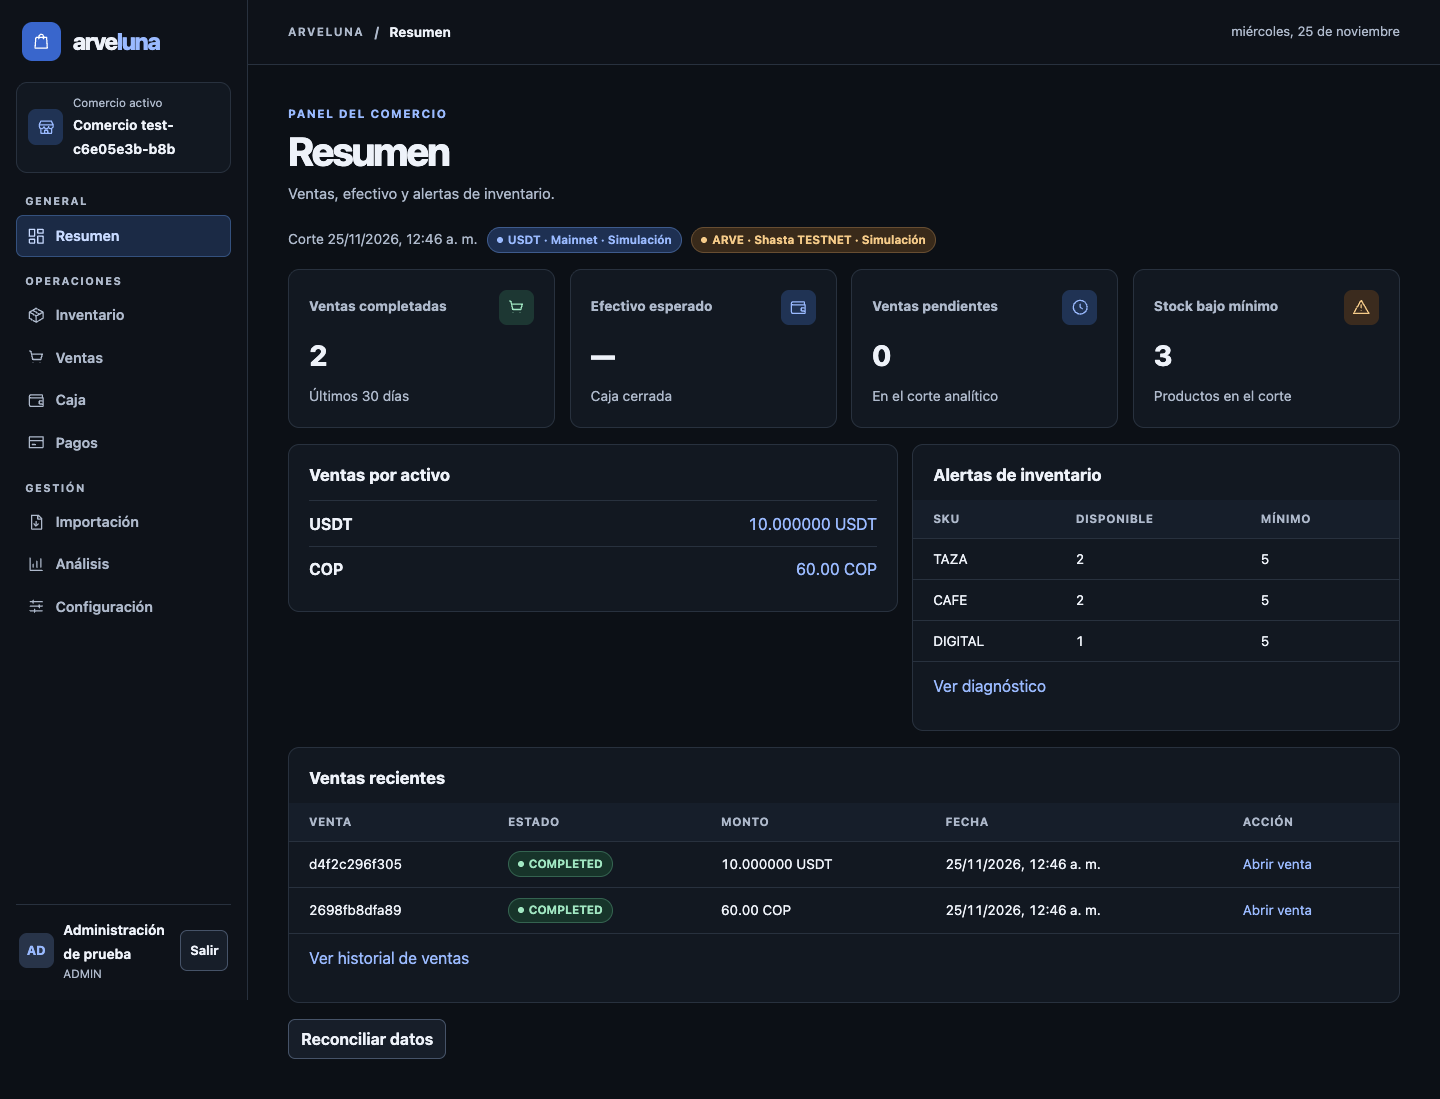 arveluna
Comercio activo
Comercio test-
c6e05e3b-b8b
GENERAL
Resumen
OPERACIONES
Inventario
Ventas
Caja
Pagos
GESTIÓN
Importación
Análisis
Configuración
AD
Administración
de prueba
ADMIN
Salir
ARVELUNA / Resumen
miércoles, 25 de noviembre
PANEL DEL COMERCIO
Resumen
Ventas, efectivo y alertas de inventario.
Corte 25/11/2026, 12:46 a. m. USDT · Mainnet · Simulación ARVE · Shasta TESTNET · Simulación
Ventas completadas
2
Últimos 30 días
Efectivo esperado
—
Caja cerrada
Ventas pendientes
0
En el corte analítico
Stock bajo mínimo
3
Productos en el corte
Ventas por activo
USDT 10.000000 USDT
COP 60.00 COP
Alertas de inventario
SKU DISPONIBLE MÍNIMO
TAZA 2 5
CAFE 2 5
DIGITAL 1 5
Ver diagnóstico
Ventas recientes
VENTA ESTADO MONTO FECHA ACCIÓN
d4f2c296f305 COMPLETED 10.000000 USDT 25/11/2026, 12:46 a. m. Abrir venta
2698fb8dfa89 COMPLETED 60.00 COP 25/11/2026, 12:46 a. m. Abrir venta
Ver historial de ventas
Reconciliar datos